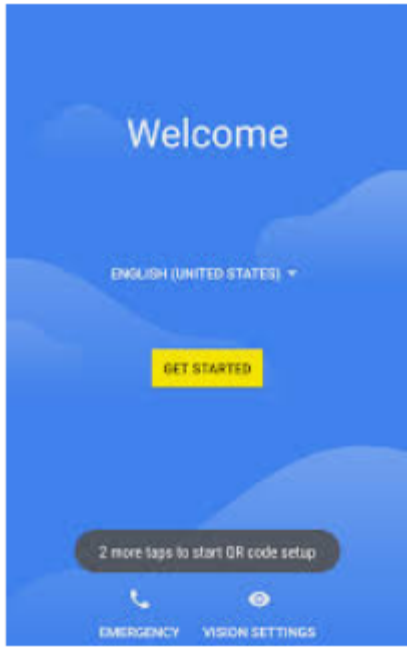 Welcome
ENGLISH (UNITED STATES)
GET STARTED
2 more taps to start QR code setup
EMERGENCY VISION SETTINGS